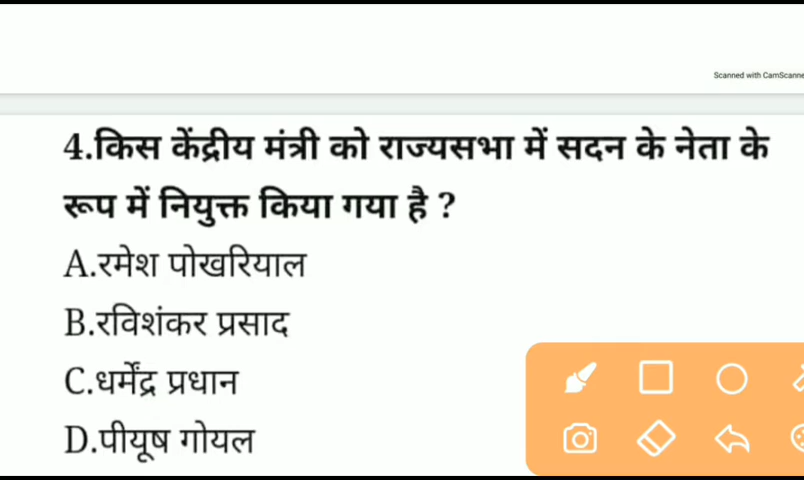 Scanned with CamScanne
4.किस केंद्रीय मंत्री को राज्यसभा में सदन के नेता के
रूप में नियुक्त किया गया है ?
A.रमेश पोखरियाल
B.रविशंकर प्रसाद
C.धर्मेंद्र प्रधान
D.पीयूष गोयल